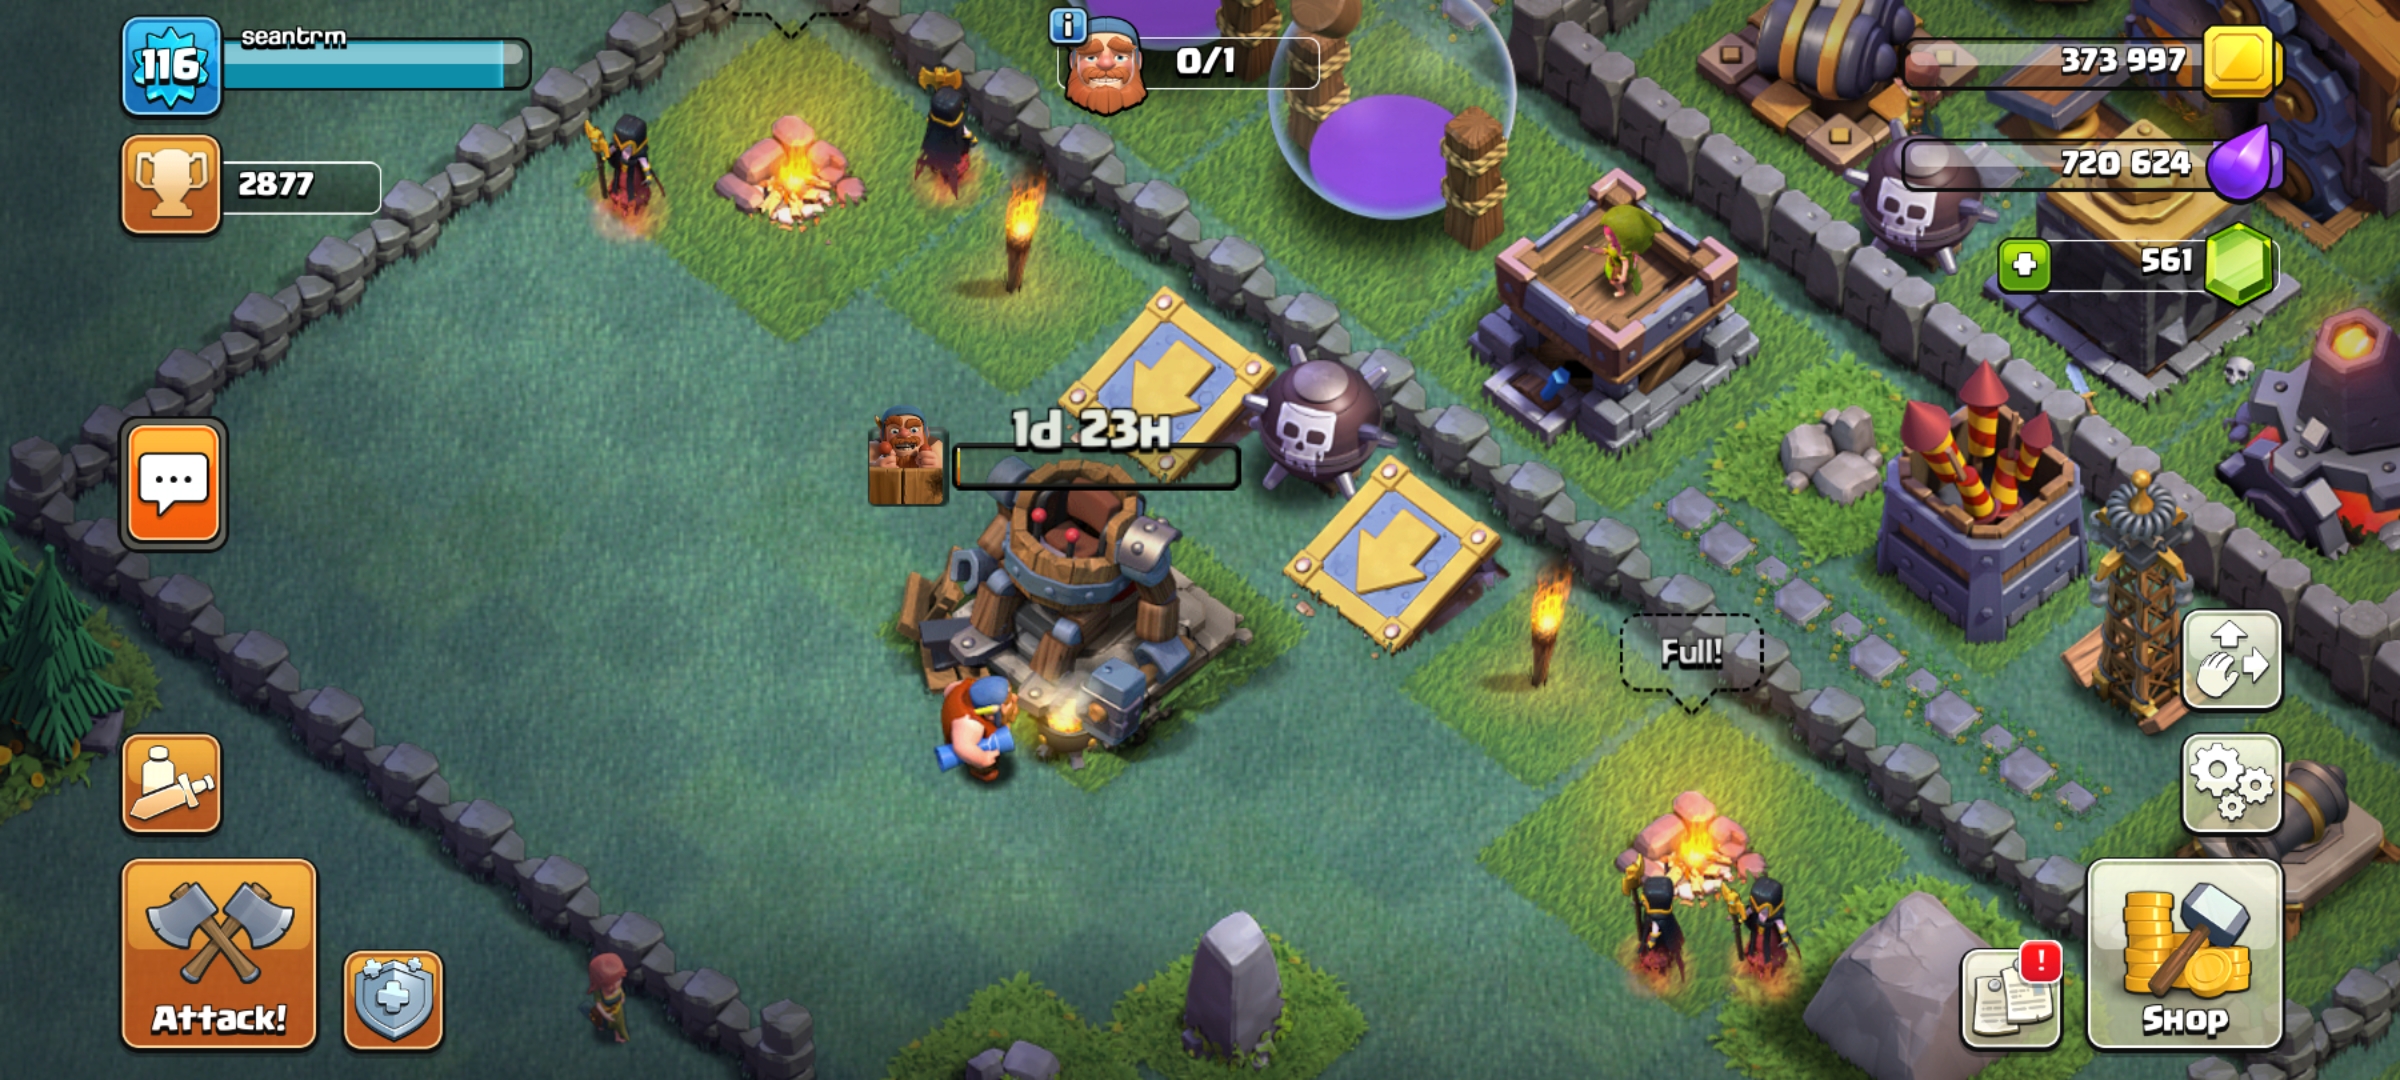 116
seantrm
0/1
373 997
2877
720 624
561
1d 23H
Full!
Attack!
!
Shop